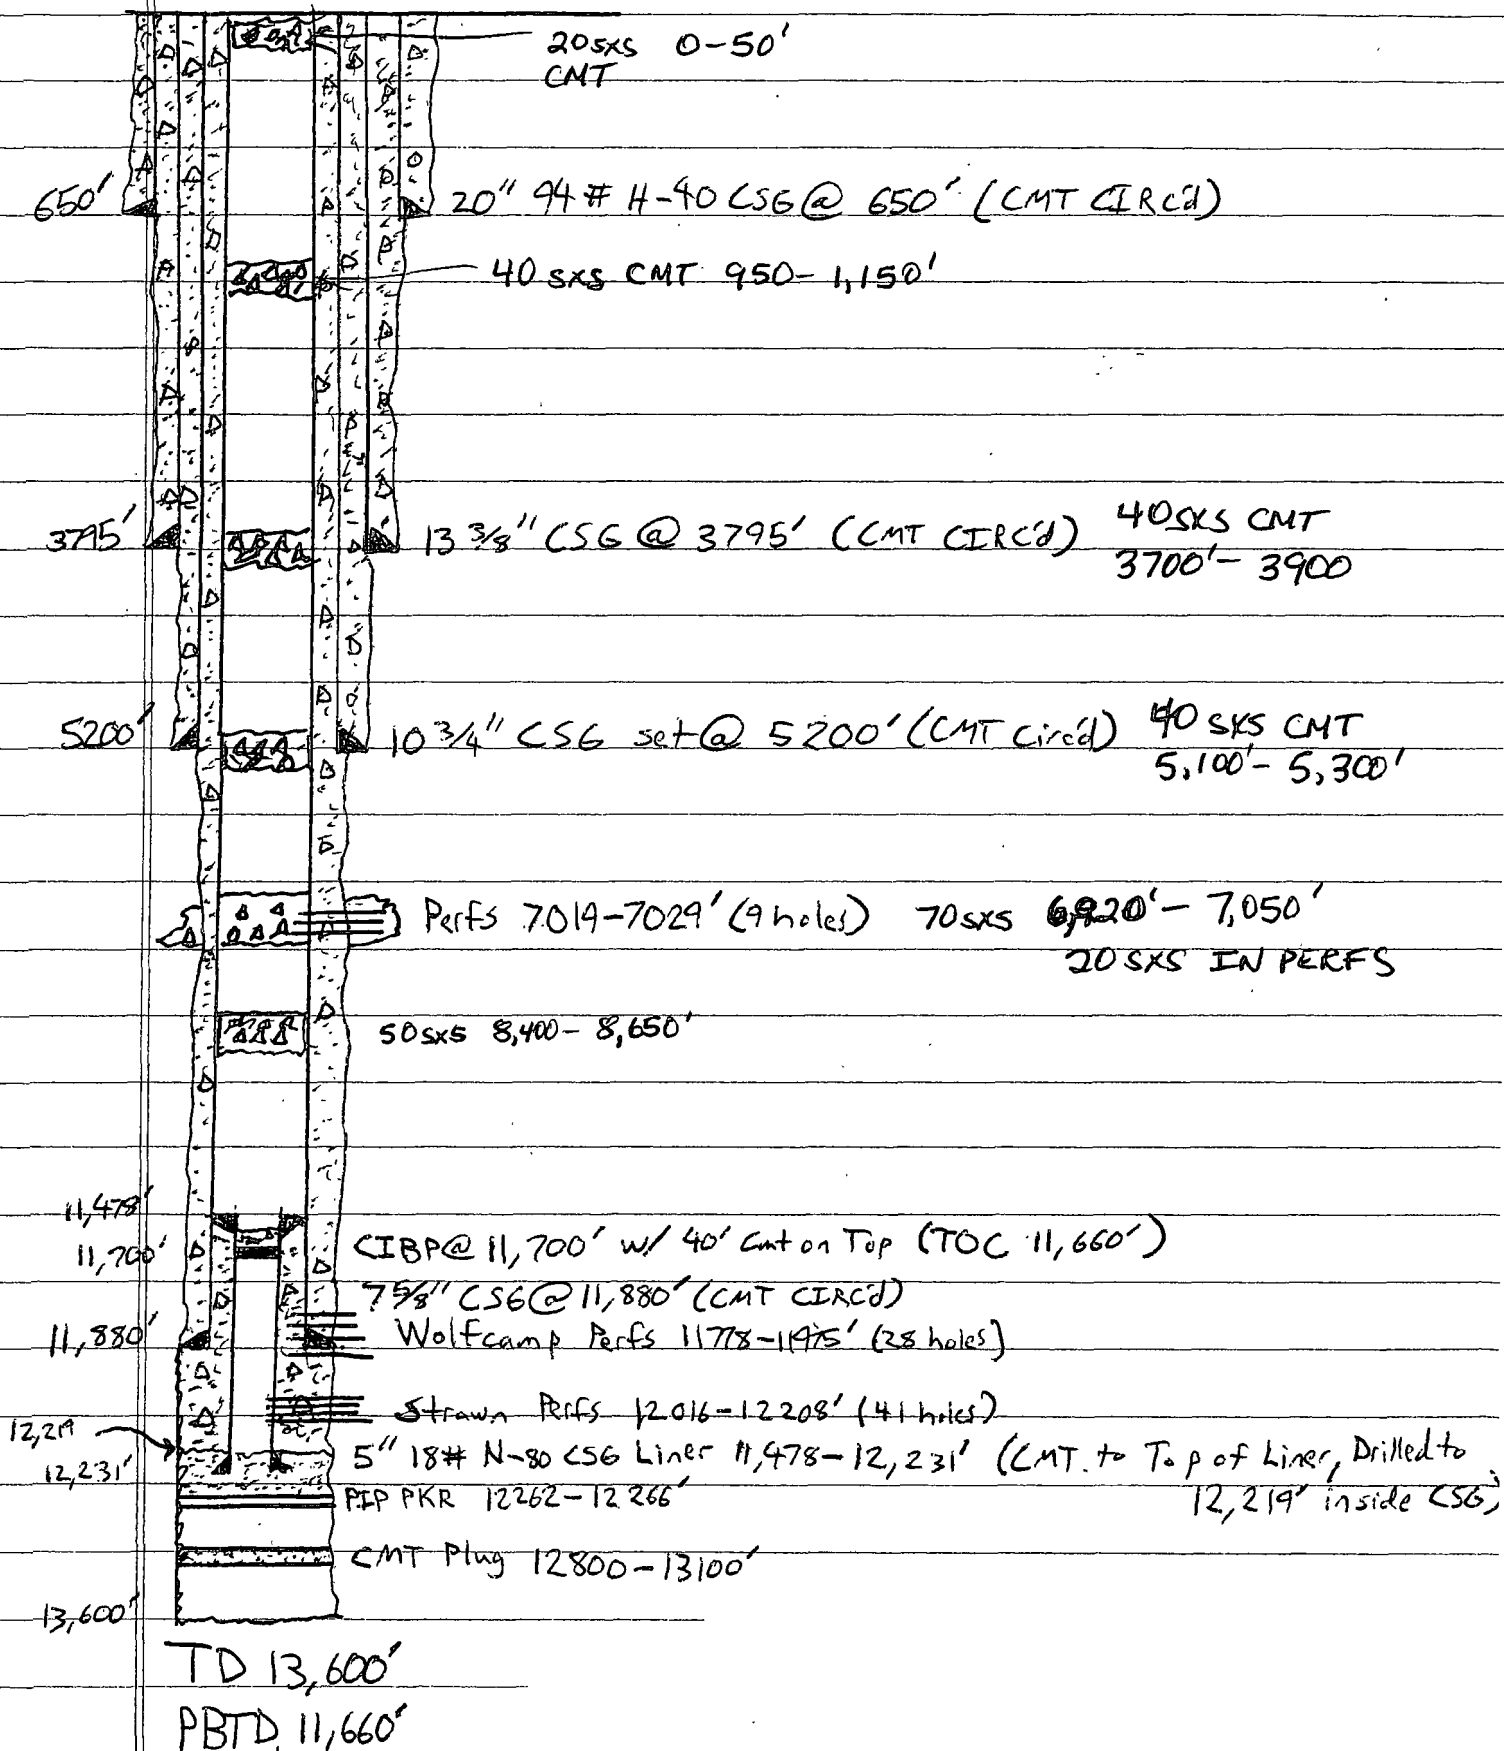 20sxs 0-50'
CMT
650' 20" 94# H-40 CSG @ 650' (CMT CIRC'd)
40 sxs CMT 950-1,150'
3795' 13 3/8" CSG @ 3795' (CMT CIRC'd) 40sxs CMT
3700'-3900
5200' 10 3/4" CSG set @ 5200' (CMT Circ'd) 40 sxs CMT
5,100'-5,300'
Perfs 7019-7029' (9 holes) 70sxs 6,920'-7,050'
20 SXS IN PERFS
50sxs 8,400-8,650'
11,478'
11,700' CIBP@ 11,700' w/ 40' Cmt on Top (TOC 11,660')
7 5/8" CSG @ 11,880' (CMT CIRC'd)
11,880' Wolfcamp Perfs 11778-11975' (28 holes)
Strawn Perfs 12016-12208' (41 holes)
12,219
12,231' 5" 18# N-80 CSG Liner 11,478-12,231' (CMT. to Top of Liner, Drilled to
12,219' inside CSG)
PIP PKR 12262-12266'
CMT Plug 12800-13100'
13,600'
TD 13,600'
PBTD 11,660'